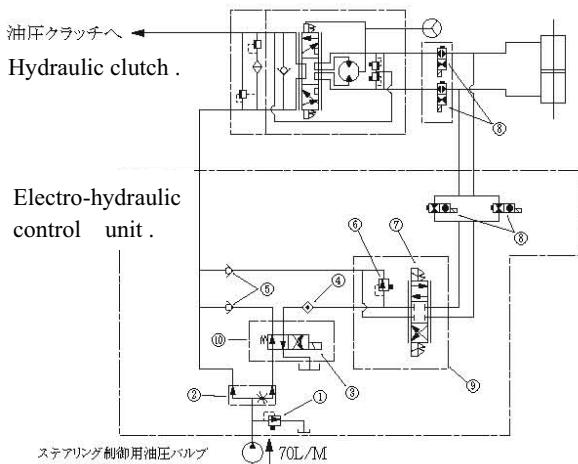 油圧クラッチへ
Hydraulic clutch .
⑧
Electro-hydraulic
control unit .
⑧
⑦
⑥
④
⑤
⑩
③
⑨
②
①
ステアリング制御用油圧バルブ
70L/M